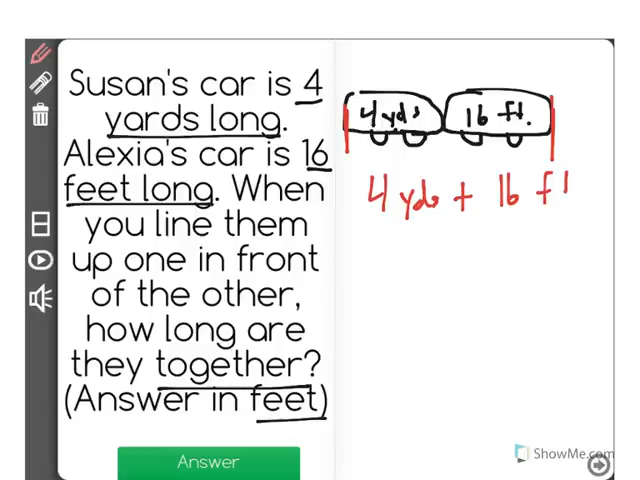 Susan's car is 4
yards long.
Alexia's car is 16
feet long. When
you line them
up one in front
of the other,
how long are
they together?
(Answer in feet)
Answer
4 yds 16 ft.
4 yds + 16 ft
ShowMe.com